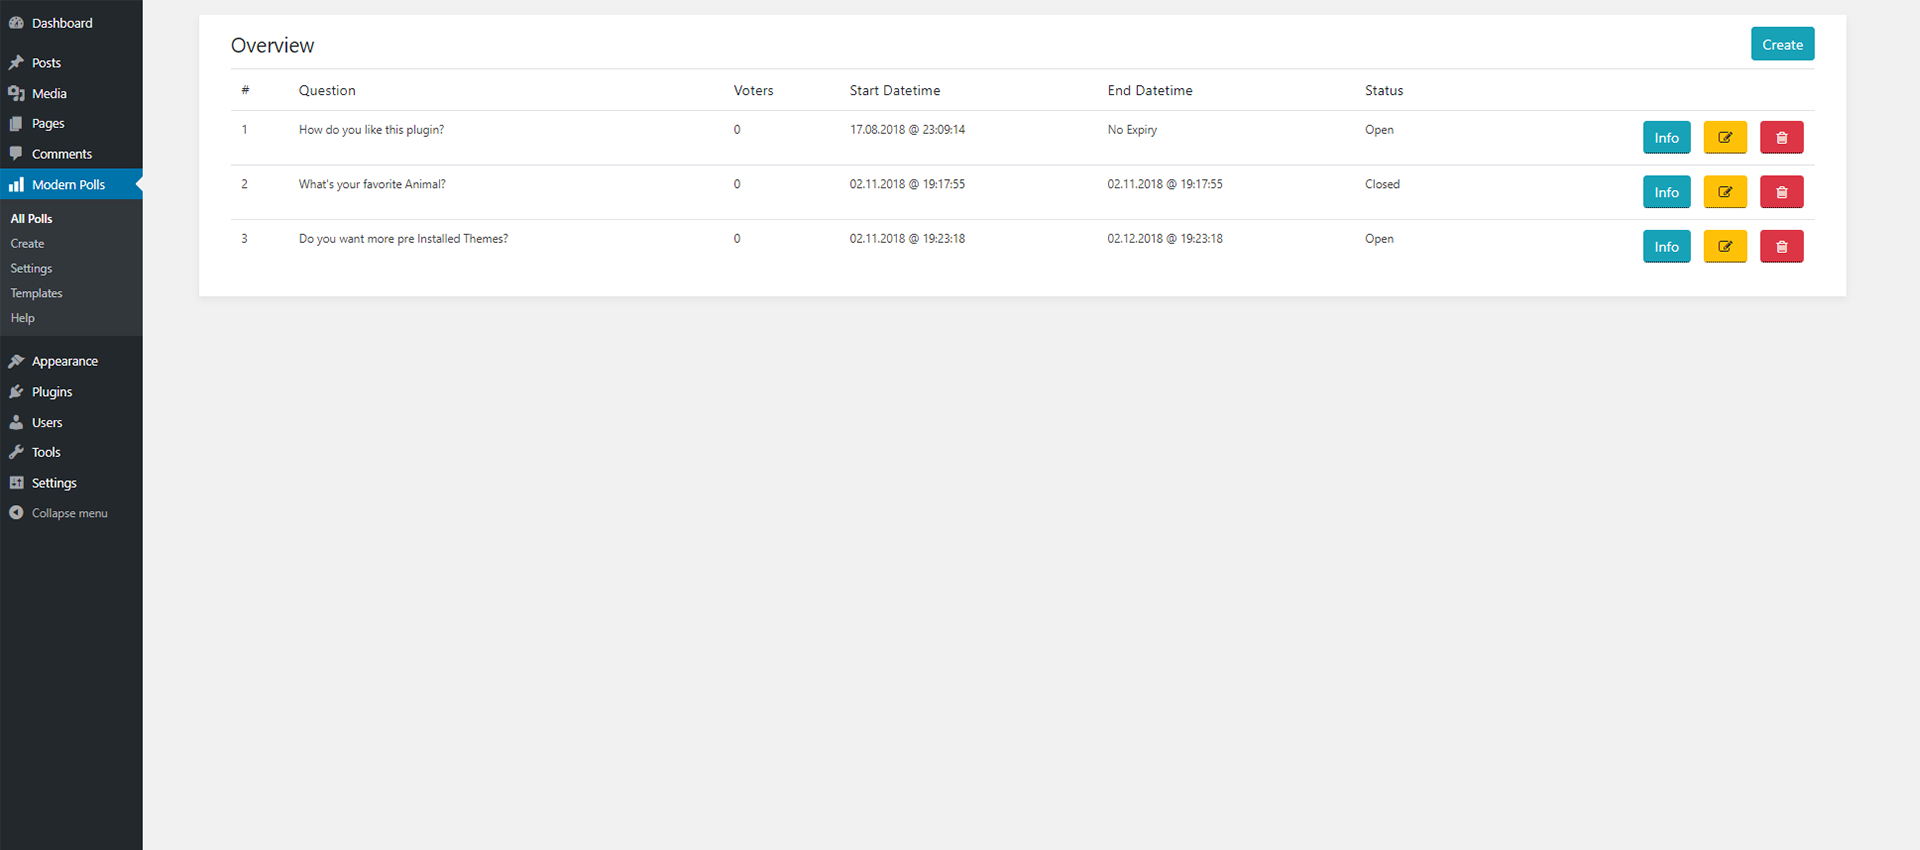 Dashboard
Posts
Media
Pages
Comments
Modern Polls
All Polls
Create
Settings
Templates
Help
Appearance
Plugins
Users
Tools
Settings
Collapse menu
Overview Create
# Question Voters Start Datetime End Datetime Status
1 How do you like this plugin? 0 17.08.2018 @ 23:09:14 No Expiry Open Info
2 What's your favorite Animal? 0 02.11.2018 @ 19:17:55 02.11.2018 @ 19:17:55 Closed Info
3 Do you want more pre Installed Themes? 0 02.11.2018 @ 19:23:18 02.12.2018 @ 19:23:18 Open Info